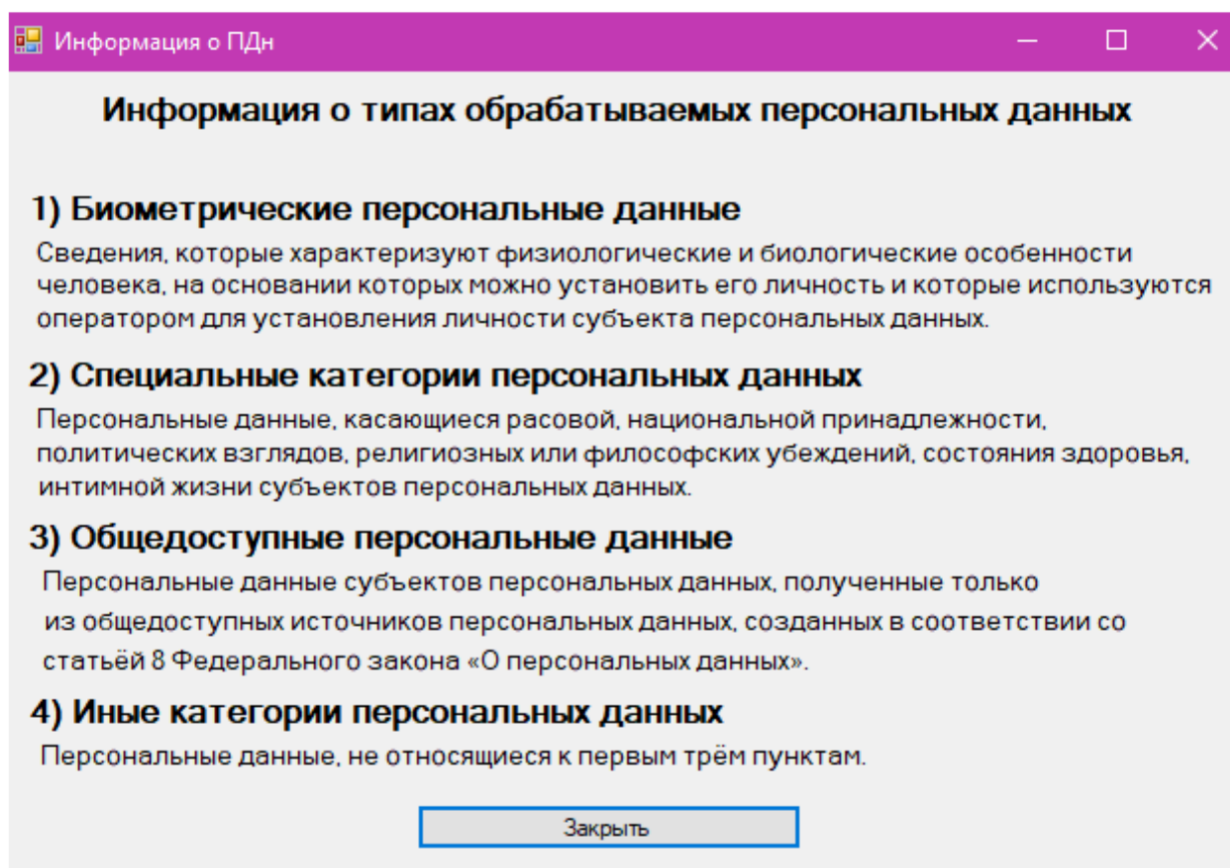 Информация о ПДн
Информация о типах обрабатываемых персональных данных
1) Биометрические персональные данные
Сведения, которые характеризуют физиологические и биологические особенности
человека, на основании которых можно установить его личность и которые используются
оператором для установления личности субъекта персональных данных.
2) Специальные категории персональных данных
Персональные данные, касающиеся расовой, национальной принадлежности,
политических взглядов, религиозных или философских убеждений, состояния здоровья,
интимной жизни субъектов персональных данных.
3) Общедоступные персональные данные
Персональные данные субъектов персональных данных, полученные только
из общедоступных источников персональных данных, созданных в соответствии со
статьёй 8 Федерального закона «О персональных данных».
4) Иные категории персональных данных
Персональные данные, не относящиеся к первым трём пунктам.
Закрыть